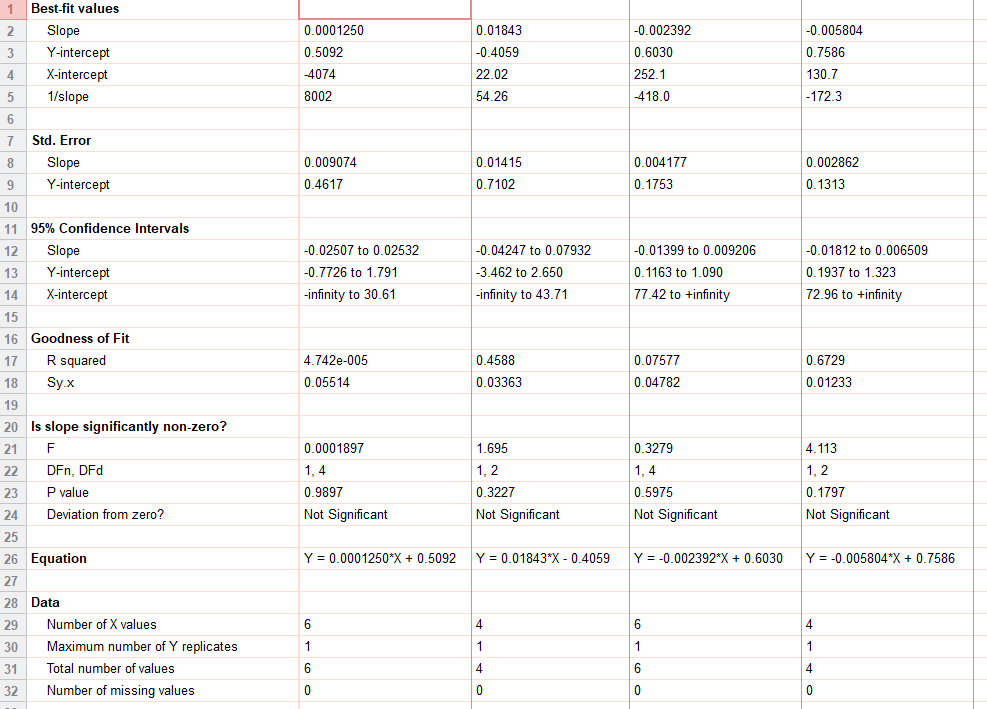 1 Best-fit values
2 Slope 0.0001250 0.01843 -0.002392 -0.005804
3 Y-intercept 0.5092 -0.4059 0.6030 0.7586
4 X-intercept -4074 22.02 252.1 130.7
5 1/slope 8002 54.26 -418.0 -172.3
6
7 Std. Error
8 Slope 0.009074 0.01415 0.004177 0.002862
9 Y-intercept 0.4617 0.7102 0.1753 0.1313
10
11 95% Confidence Intervals
12 Slope -0.02507 to 0.02532 -0.04247 to 0.07932 -0.01399 to 0.009206 -0.01812 to 0.006509
13 Y-intercept -0.7726 to 1.791 -3.462 to 2.650 0.1163 to 1.090 0.1937 to 1.323
14 X-intercept -infinity to 30.61 -infinity to 43.71 77.42 to +infinity 72.96 to +infinity
15
16 Goodness of Fit
17 R squared 4.742e-005 0.4588 0.07577 0.6729
18 Sy.x 0.05514 0.03363 0.04782 0.01233
19
20 Is slope significantly non-zero?
21 F 0.0001897 1.695 0.3279 4.113
22 DFn, DFd 1, 4 1, 2 1, 4 1, 2
23 P value 0.9897 0.3227 0.5975 0.1797
24 Deviation from zero? Not Significant Not Significant Not Significant Not Significant
25
26 Equation Y = 0.0001250*X + 0.5092 Y = 0.01843*X - 0.4059 Y = -0.002392*X + 0.6030 Y = -0.005804*X + 0.7586
27
28 Data
29 Number of X values 6 4 6 4
30 Maximum number of Y replicates 1 1 1 1
31 Total number of values 6 4 6 4
32 Number of missing values 0 0 0 0